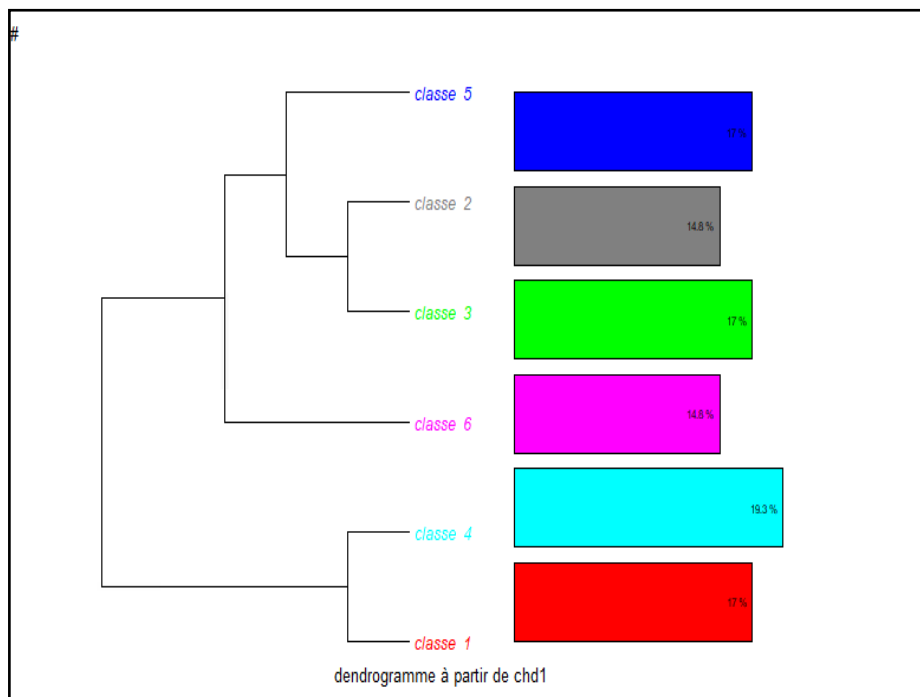 #
classe 5
17 %
classe 2
14.8 %
classe 3
17 %
classe 6
14.8 %
classe 4
19.3 %
classe 1
17 %
dendrogramme à partir de chd1